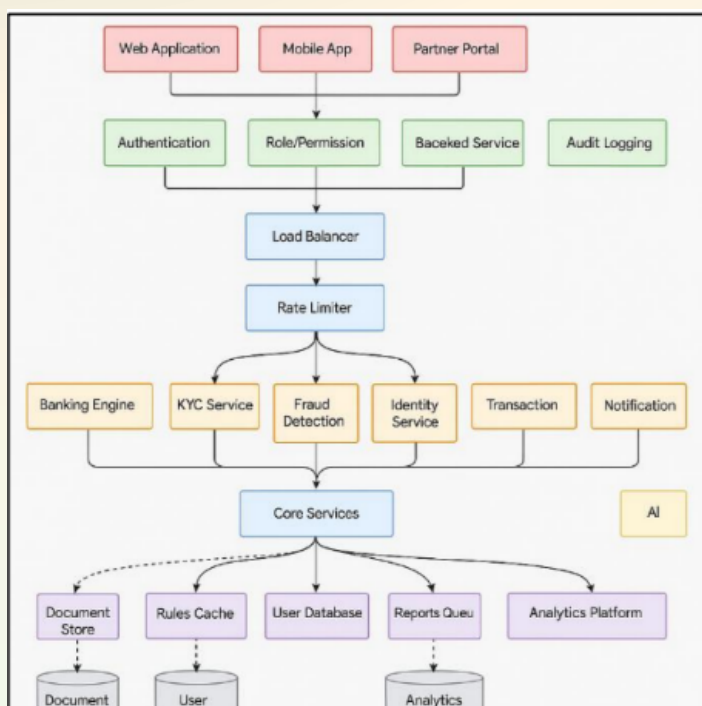 Web Application
Mobile App
Partner Portal
Authentication
Role/Permission
Baceked Service
Audit Logging
Load Balancer
Rate Limiter
Banking Engine
KYC Service
Fraud
Detection
Identity
Service
Transaction
Notification
Core Services
AI
Document
Store
Rules Cache
User Database
Reports Queu
Analytics Platform
Document
User
Analytics